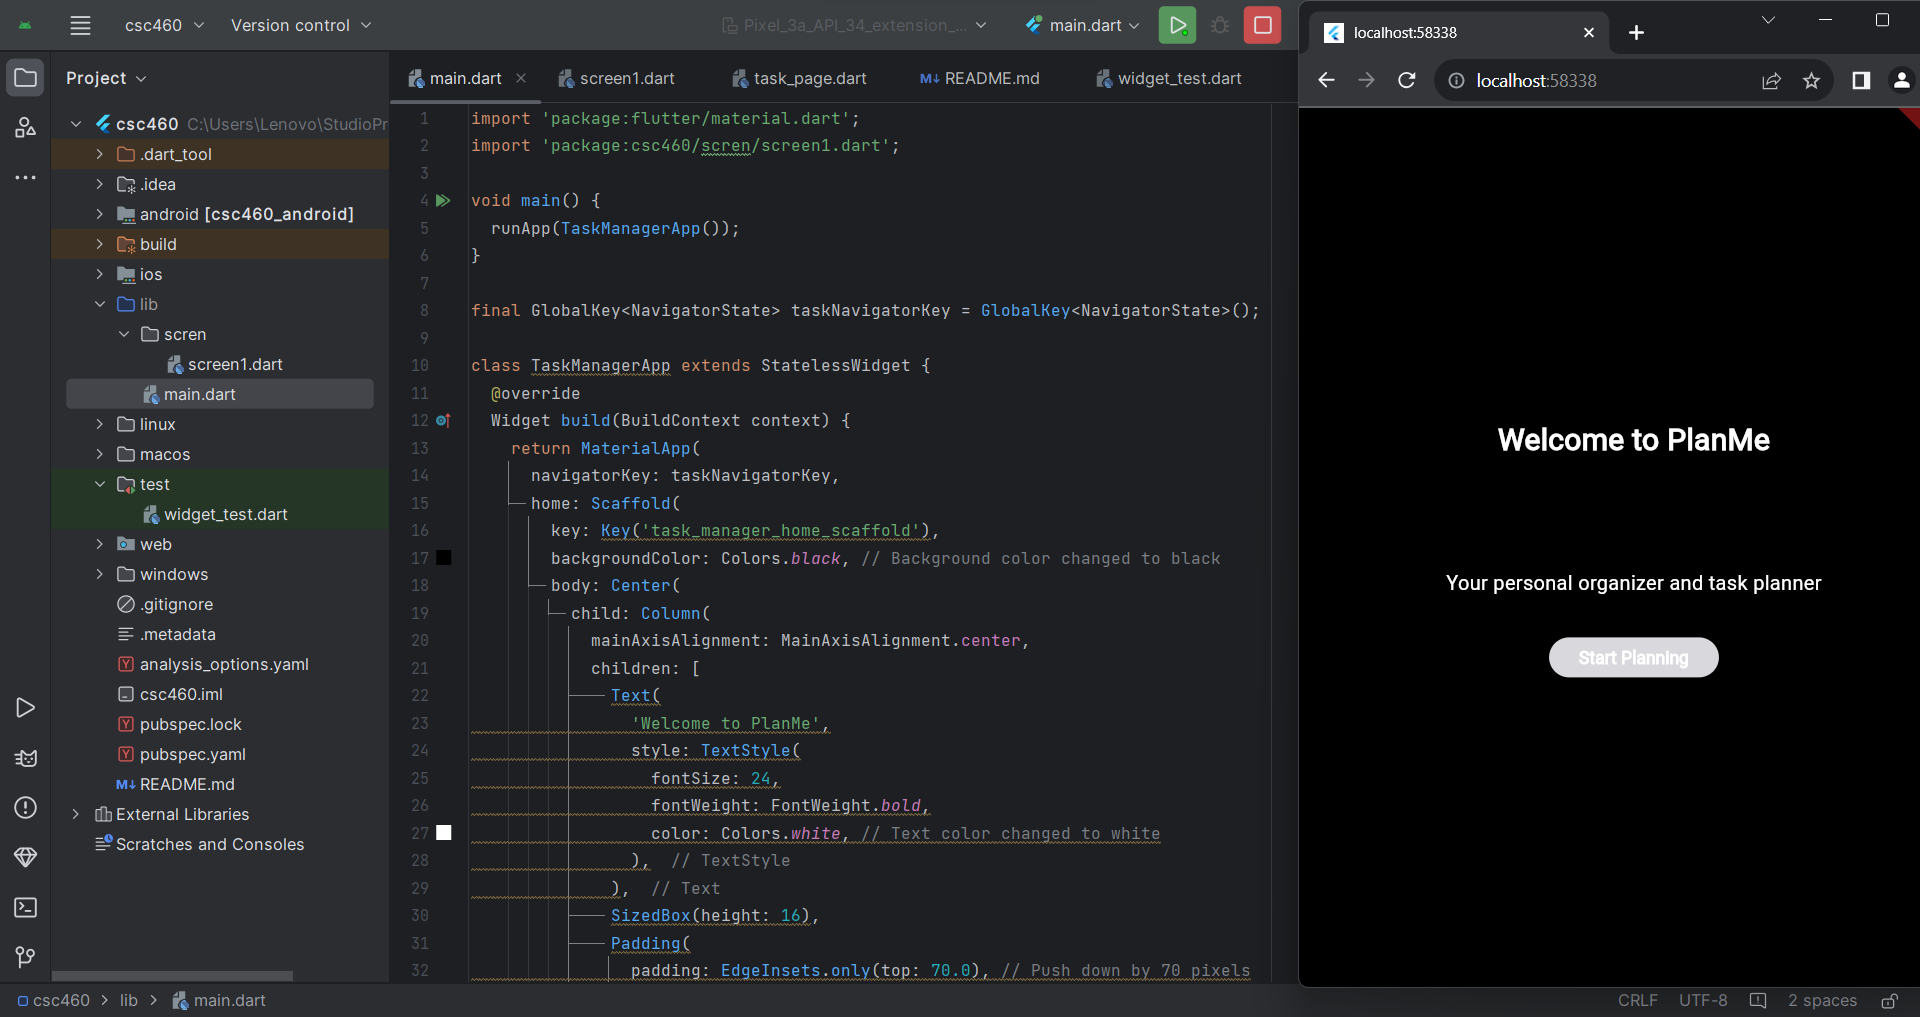 csc460
Version control
Pixel_3a_API_34_extension_...
main.dart
Project
main.dart
screen1.dart
task_page.dart
M↓ README.md
widget_test.dart
csc460 C:\Users\Lenovo\StudioPr
.dart_tool
.idea
android [csc460_android]
build
ios
lib
scren
screen1.dart
main.dart
linux
macos
test
widget_test.dart
web
windows
.gitignore
.metadata
Y analysis_options.yaml
csc460.iml
Y pubspec.lock
Y pubspec.yaml
M↓ README.md
External Libraries
Scratches and Consoles
1 import 'package:flutter/material.dart';
2 import 'package:csc460/scren/screen1.dart';
3
4 void main() {
5 runApp(TaskManagerApp());
6 }
7
8 final GlobalKey<NavigatorState> taskNavigatorKey = GlobalKey<NavigatorState>();
9
10 class TaskManagerApp extends StatelessWidget {
11 @override
12 Widget build(BuildContext context) {
13 return MaterialApp(
14 navigatorKey: taskNavigatorKey,
15 home: Scaffold(
16 key: Key('task_manager_home_scaffold'),
17 backgroundColor: Colors.black, // Background color changed to black
18 body: Center(
19 child: Column(
20 mainAxisAlignment: MainAxisAlignment.center,
21 children: [
22 Text(
23 'Welcome to PlanMe',
24 style: TextStyle(
25 fontSize: 24,
26 fontWeight: FontWeight.bold,
27 color: Colors.white, // Text color changed to white
28 ), // TextStyle
29 ), // Text
30 SizedBox(height: 16),
31 Padding(
32 padding: EdgeInsets.only(top: 70.0), // Push down by 70 pixels
csc460 > lib > main.dart
localhost:58338
localhost:58338
Welcome to PlanMe
Your personal organizer and task planner
Start Planning
CRLF UTF-8 2 spaces